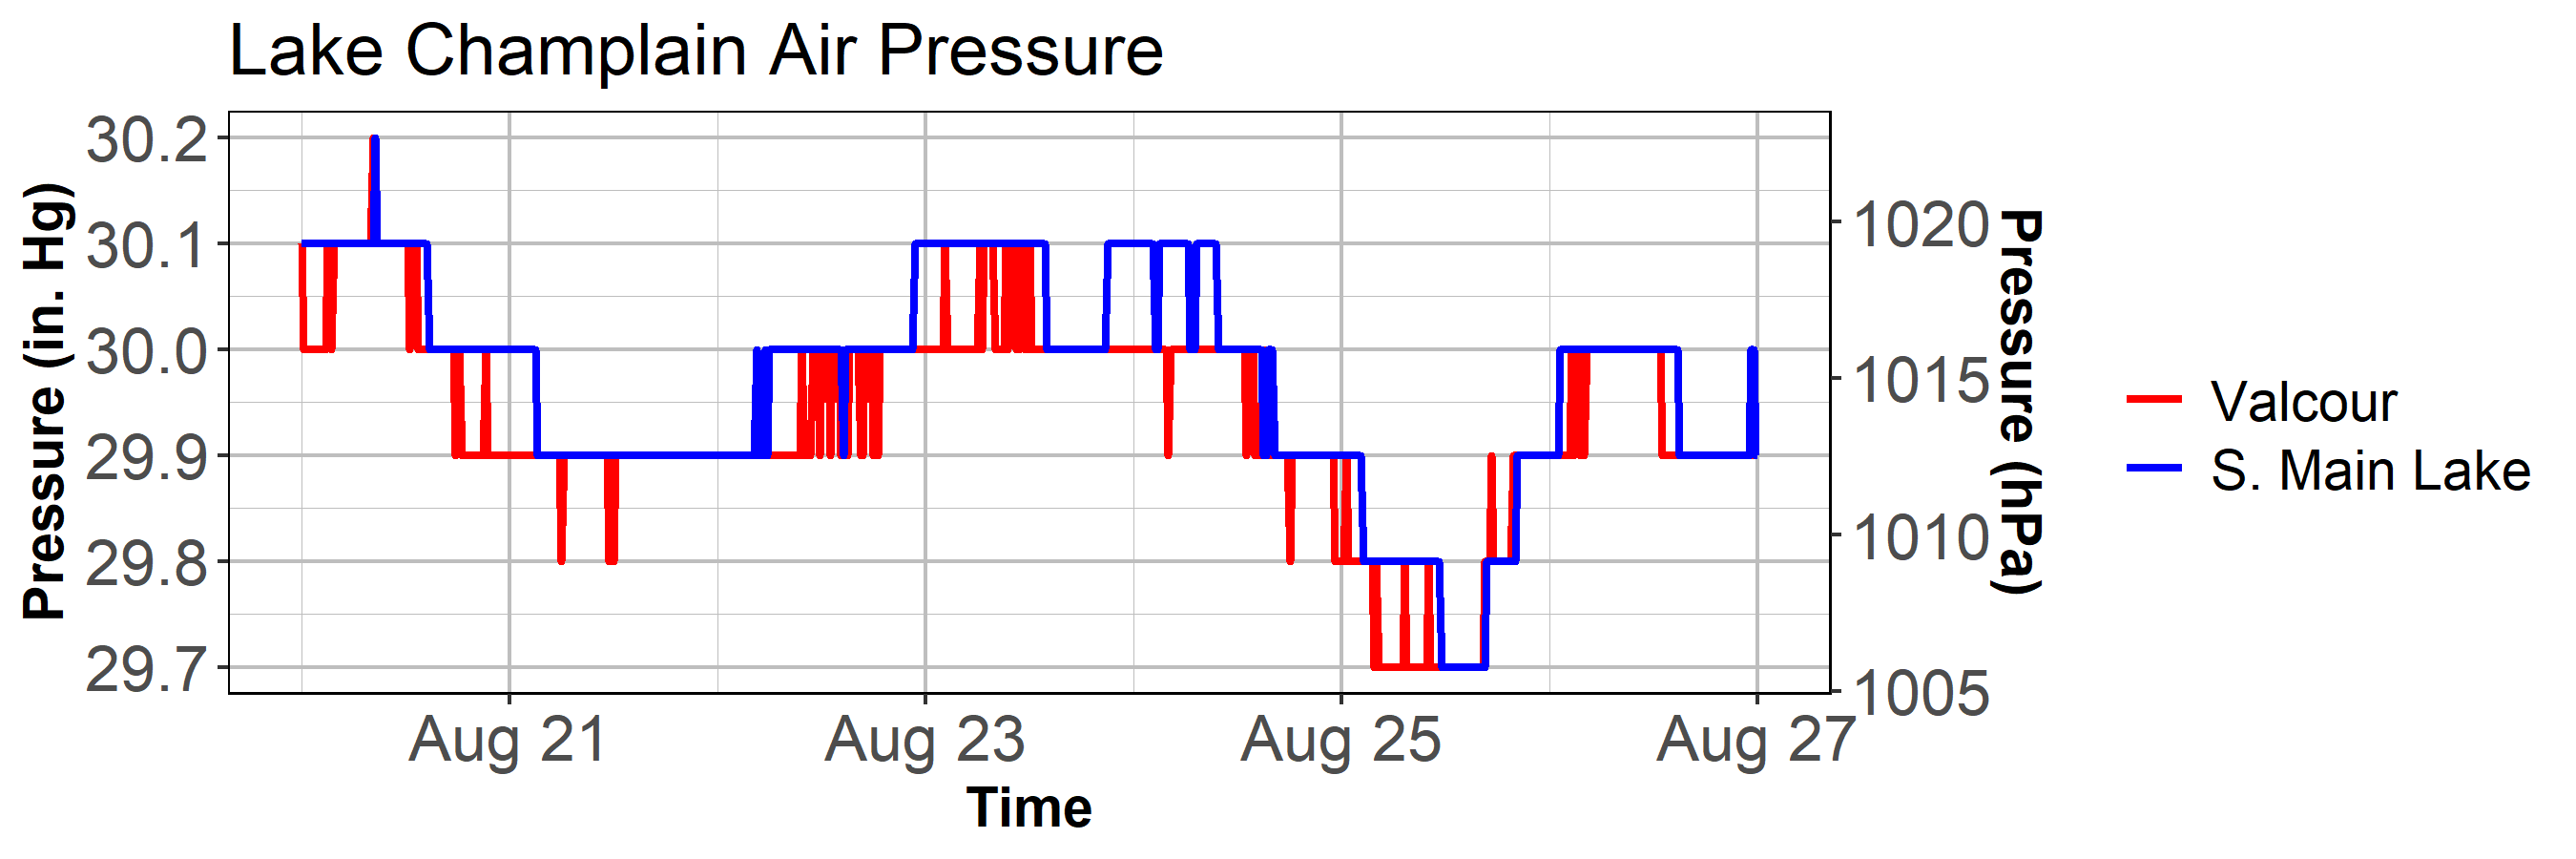 Lake Champlain Air Pressure
30.2
30.1
30.0
29.9
29.8
29.7
Pressure (in. Hg)
1020
1015
1010
1005
Pressure (hPa)
Aug 21
Aug 23
Aug 25
Aug 27
Time
Valcour
S. Main Lake